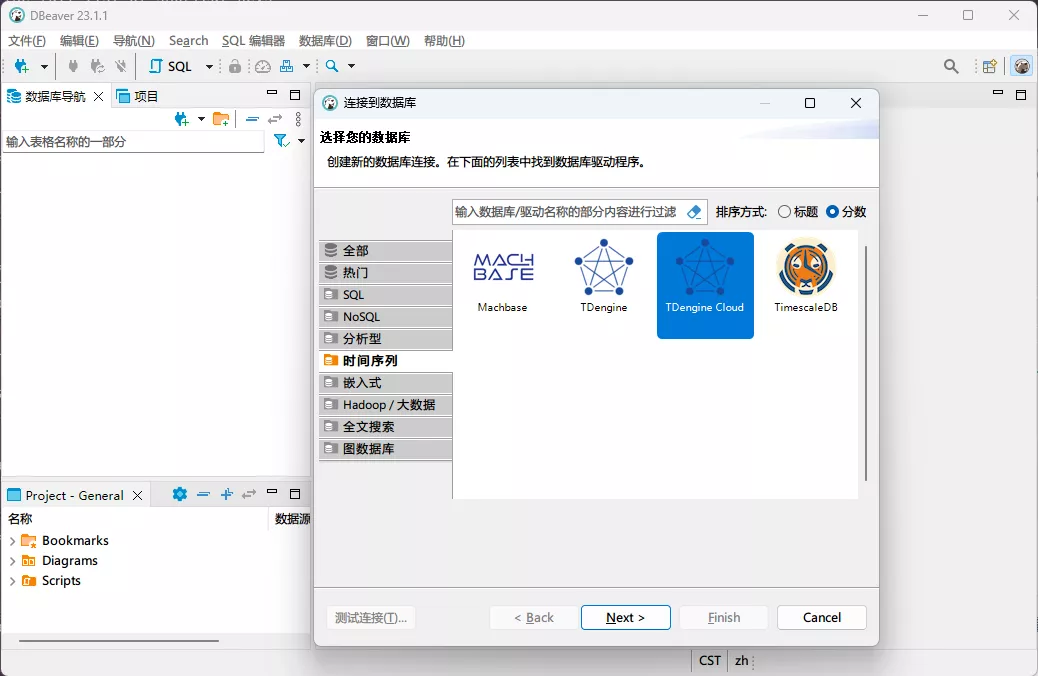 DBeaver 23.1.1
文件(F) 编辑(E) 导航(N) Search SQL 编辑器 数据库(D) 窗口(W) 帮助(H)
SQL
数据库导航 项目
输入表格名称的一部分
连接到数据库
选择您的数据库
创建新的数据库连接。在下面的列表中找到数据库驱动程序。
输入数据库/驱动名称的部分内容进行过滤 排序方式: 标题 分数
全部
热门
SQL
NoSQL
分析型
时间序列
嵌入式
Hadoop / 大数据
全文搜索
图数据库
MACH
BASE
Machbase TDengine TDengine Cloud TimescaleDB
Project - General
名称 数据源
Bookmarks
Diagrams
Scripts
测试连接(T)... < Back Next > Finish Cancel
CST zh